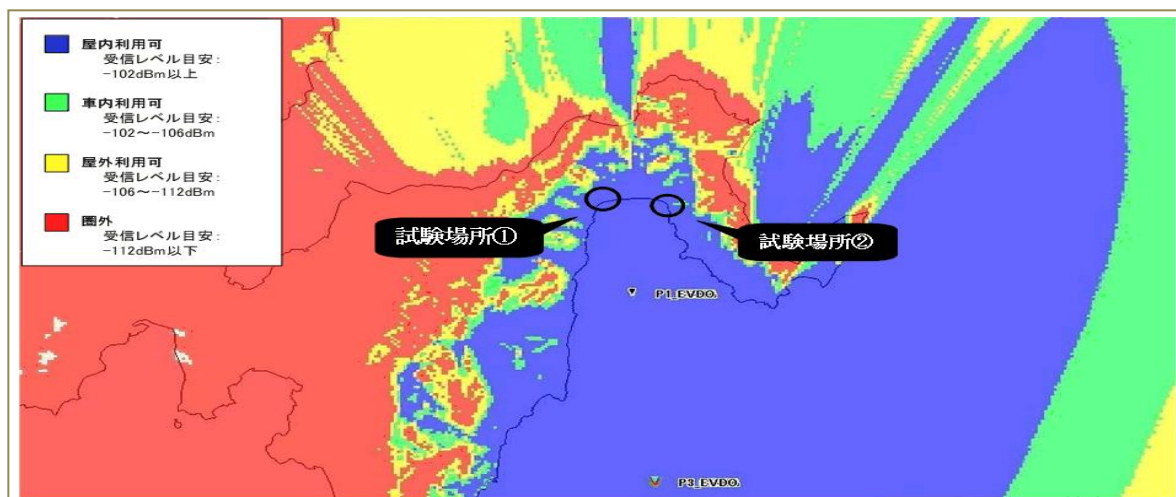 屋内利用可
受信レベル目安:
-102dBm以上
車内利用可
受信レベル目安:
-102～-106dBm
屋外利用可
受信レベル目安:
-106～-112dBm
圏外
受信レベル目安:
-112dBm以下
試験場所①
試験場所②
P1_EVDO.
P3_EVDO.